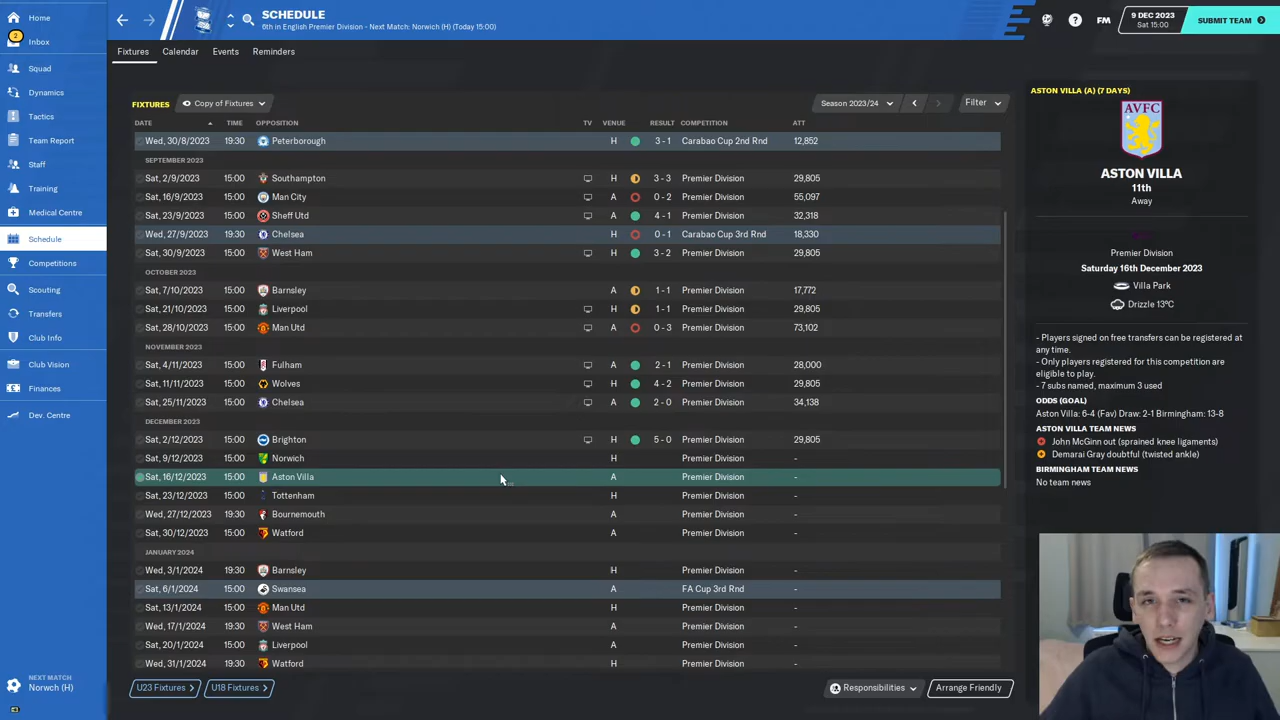 Home
2
Inbox
Squad
Dynamics
Tactics
Team Report
Staff
Training
Medical Centre
Schedule
Competitions
Scouting
Transfers
Club Info
Club Vision
Finances
Dev. Centre
NEXT MATCH
Norwch (H)
SCHEDULE
6th in English Premier Division - Next Match: Norwich (H) (Today 15:00)
? FM
9 DEC 2023
Sat 15:00
SUBMIT TEAM
Fixtures Calendar Events Reminders
FIXTURES Copy of Fixtures Season 2023/24 Filter
DATE TIME OPPOSITION TV VENUE RESULT COMPETITION ATT
Wed, 30/8/2023 19:30 Peterborough H 3 - 1 Carabao Cup 2nd Rnd 12,852
SEPTEMBER 2023
Sat, 2/9/2023 15:00 Southampton H 3 - 3 Premier Division 29,805
Sat, 16/9/2023 15:00 Man City A 0 - 2 Premier Division 55,097
Sat, 23/9/2023 15:00 Sheff Utd A 4 - 1 Premier Division 32,318
Wed, 27/9/2023 19:30 Chelsea H 0 - 1 Carabao Cup 3rd Rnd 18,330
Sat, 30/9/2023 15:00 West Ham H 3 - 2 Premier Division 29,805
OCTOBER 2023
Sat, 7/10/2023 15:00 Barnsley A 1 - 1 Premier Division 17,772
Sat, 21/10/2023 15:00 Liverpool H 1 - 1 Premier Division 29,805
Sat, 28/10/2023 15:00 Man Utd A 0 - 3 Premier Division 73,102
NOVEMBER 2023
Sat, 4/11/2023 15:00 Fulham A 2 - 1 Premier Division 28,000
Sat, 11/11/2023 15:00 Wolves H 4 - 2 Premier Division 29,805
Sat, 25/11/2023 15:00 Chelsea A 2 - 0 Premier Division 34,138
DECEMBER 2023
Sat, 2/12/2023 15:00 Brighton H 5 - 0 Premier Division 29,805
Sat, 9/12/2023 15:00 Norwich H Premier Division -
Sat, 16/12/2023 15:00 Aston Villa A Premier Division -
Sat, 23/12/2023 15:00 Tottenham H Premier Division -
Wed, 27/12/2023 19:30 Bournemouth A Premier Division -
Sat, 30/12/2023 15:00 Watford A Premier Division -
JANUARY 2024
Wed, 3/1/2024 19:30 Barnsley H Premier Division -
Sat, 6/1/2024 15:00 Swansea A FA Cup 3rd Rnd -
Sat, 13/1/2024 15:00 Man Utd H Premier Division -
Wed, 17/1/2024 19:30 West Ham A Premier Division -
Sat, 20/1/2024 15:00 Liverpool A Premier Division -
Wed, 31/1/2024 19:30 Watford H Premier Division -
U23 Fixtures U18 Fixtures Responsibilities Arrange Friendly
ASTON VILLA (A) (7 DAYS)
AVFC
ASTON VILLA
11th
Away
Premier Division
Saturday 16th December 2023
Villa Park
Drizzle 13ºC
- Players signed on free transfers can be registered at
any time.
- Only players registered for this competition are
eligible to play.
- 7 subs named, maximum 3 used
ODDS (GOAL)
Aston Villa: 6-4 (Fav) Draw: 2-1 Birmingham: 13-8
ASTON VILLA TEAM NEWS
John McGinn out (sprained knee ligaments)
Demarai Gray doubtful (twisted ankle)
BIRMINGHAM TEAM NEWS
No team news